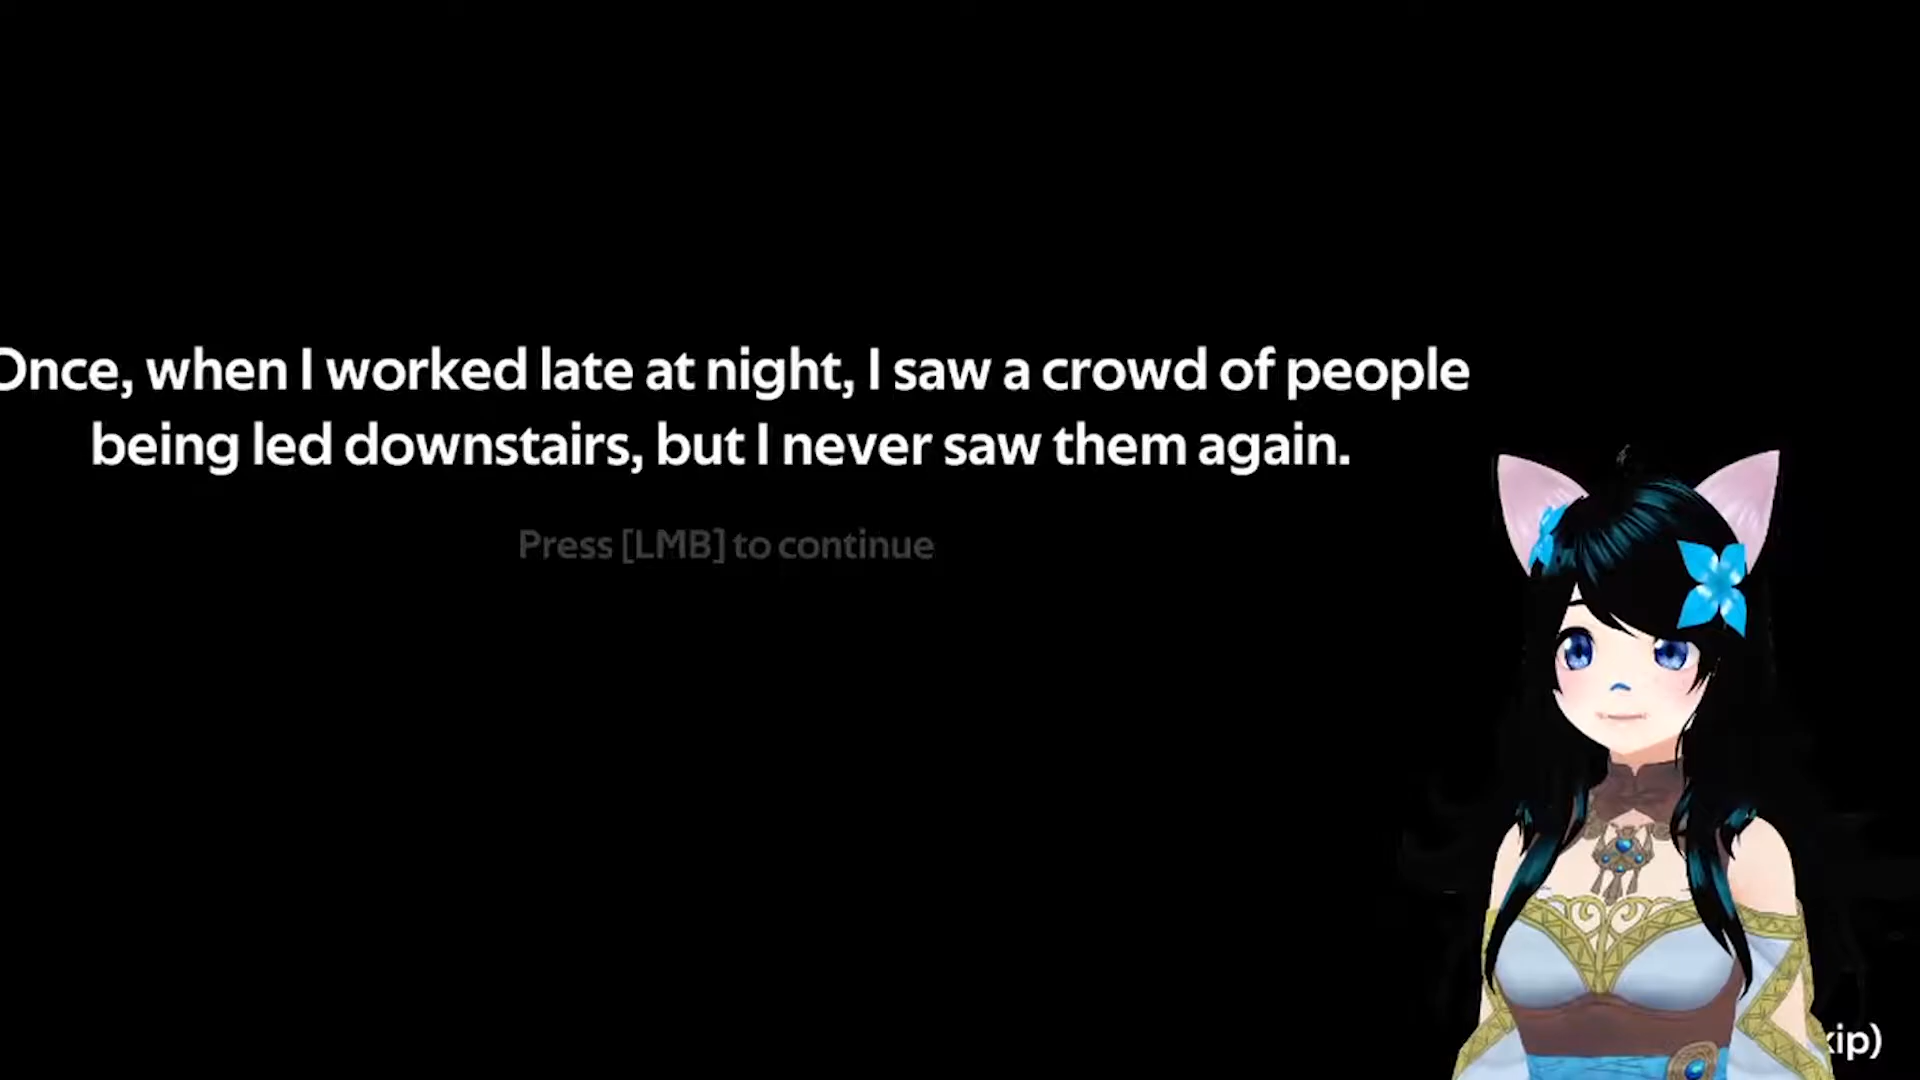 Once, when I worked late at night, I saw a crowd of people
being led downstairs, but I never saw them again.
Press [LMB] to continue